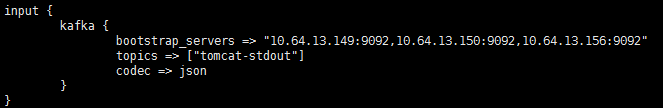 input {
        kafka {
                bootstrap_servers => "10.64.13.149:9092,10.64.13.150:9092,10.64.13.156:9092"
                topics => ["tomcat-stdout"]
                codec => json
        }
}